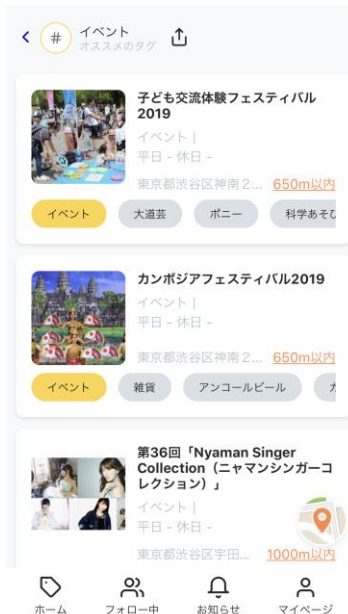 # イベント
オススメのタグ
子ども交流体験フェスティバル
2019
イベント |
平日 - 休日 -
東京都渋谷区神南2... 650m以内
イベント 大道芸 ポニー 科学あそび
カンボジアフェスティバル2019
イベント |
平日 - 休日 -
東京都渋谷区神南2... 650m以内
イベント 雑貨 アンコールビール
第36回「Nyaman Singer
Collection（ニャマンシンガーコ
レクション）」
イベント |
平日 - 休日 -
東京都渋谷区宇田... 1000m以内
ホーム フォロー中 お知らせ マイページ